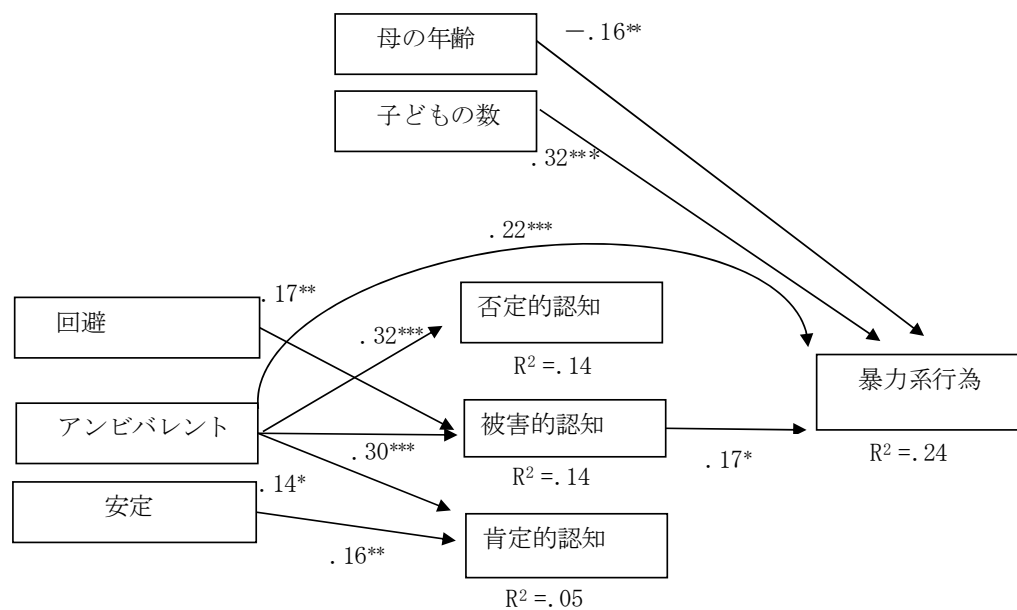 母の年齢
－.16**
子どもの数
.32***
.22***
.17**
回避
否定的認知
.32***
R² =.14
暴力系行為
アンビバレント
被害的認知
.30***
.17*
R² =.24
R² =.14
.14*
安定
肯定的認知
.16**
R² =.05